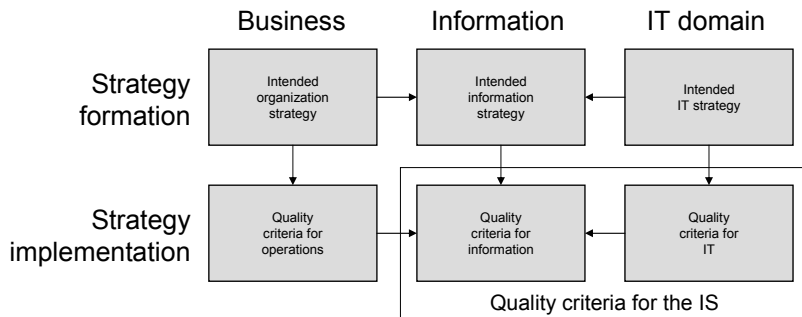 Business Information IT domain
Strategy
formation
Intended
organization
strategy
Intended
information
strategy
Intended
IT strategy
Strategy
implementation
Quality
criteria for
operations
Quality
criteria for
information
Quality
criteria for
IT
Quality criteria for the IS